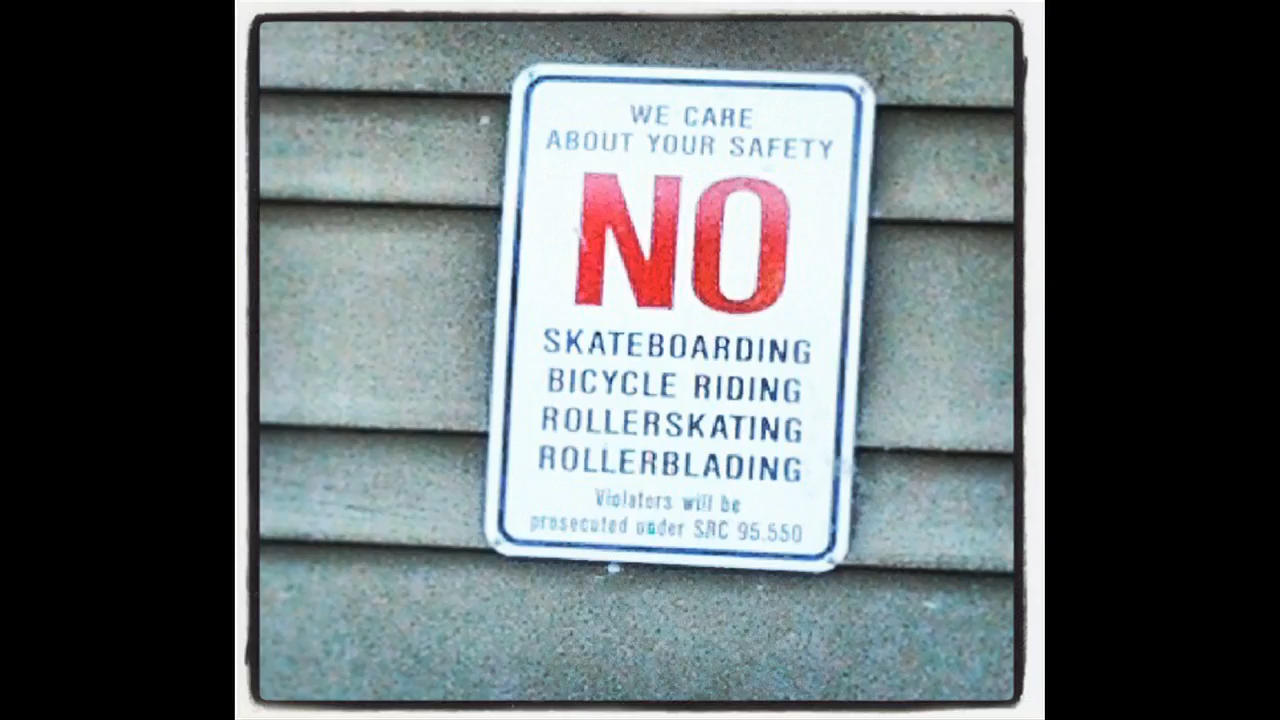 WE CARE
ABOUT YOUR SAFETY
NO
SKATEBOARDING
BICYCLE RIDING
ROLLERSKATING
ROLLERBLADING
Violators will be
prosecuted under SRC 95.550